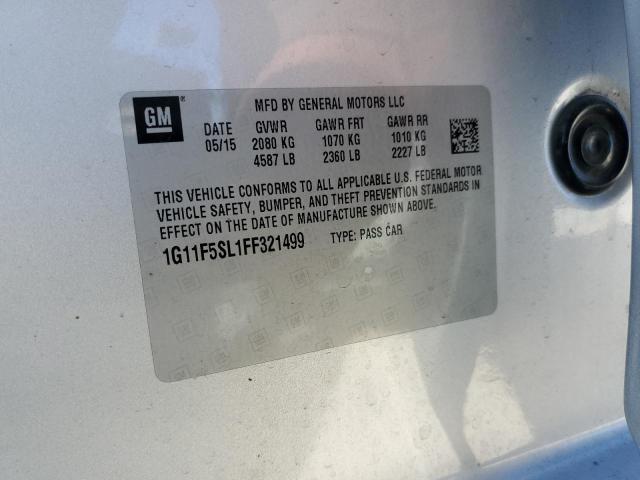 GM
MFD BY GENERAL MOTORS LLC
DATE GVWR GAWR FRT GAWR RR
05/15 2080 KG 1070 KG 1010 KG
4587 LB 2360 LB 2227 LB
THIS VEHICLE CONFORMS TO ALL APPLICABLE U.S. FEDERAL MOTOR
VEHICLE SAFETY, BUMPER, AND THEFT PREVENTION STANDARDS IN
EFFECT ON THE DATE OF MANUFACTURE SHOWN ABOVE.
1G11F5SL1FF321499 TYPE: PASS CAR